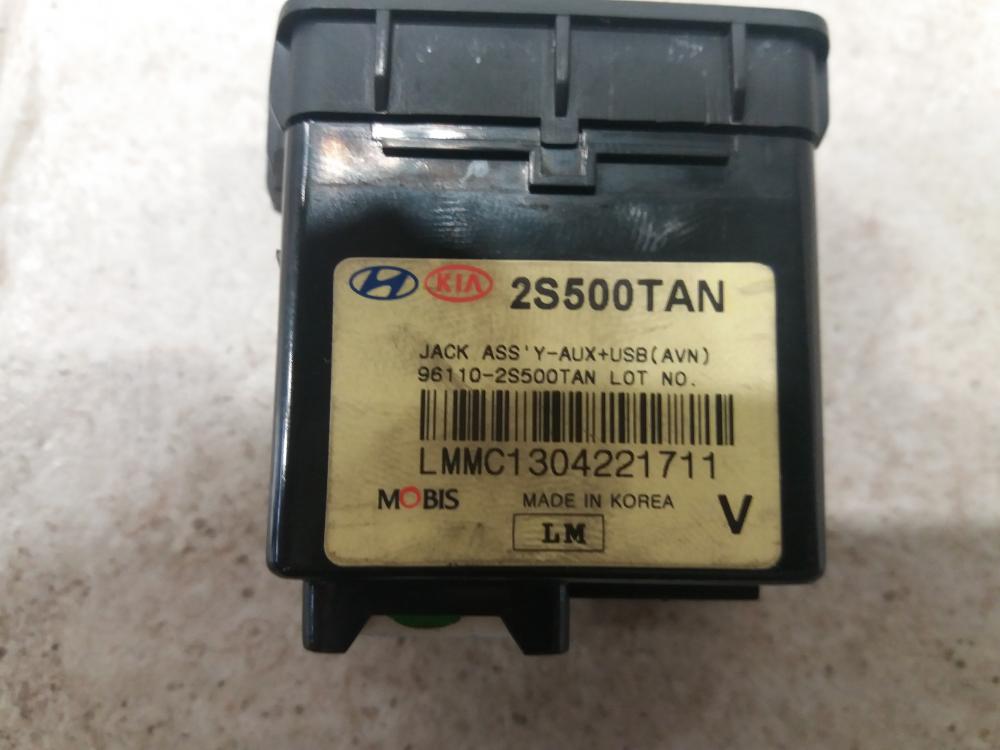 KIA 2S500TAN
JACK ASS'Y-AUX+USB(AVN)
96110-2S500TAN LOT NO.
LMMC1304221711
MOBIS MADE IN KOREA V
LM